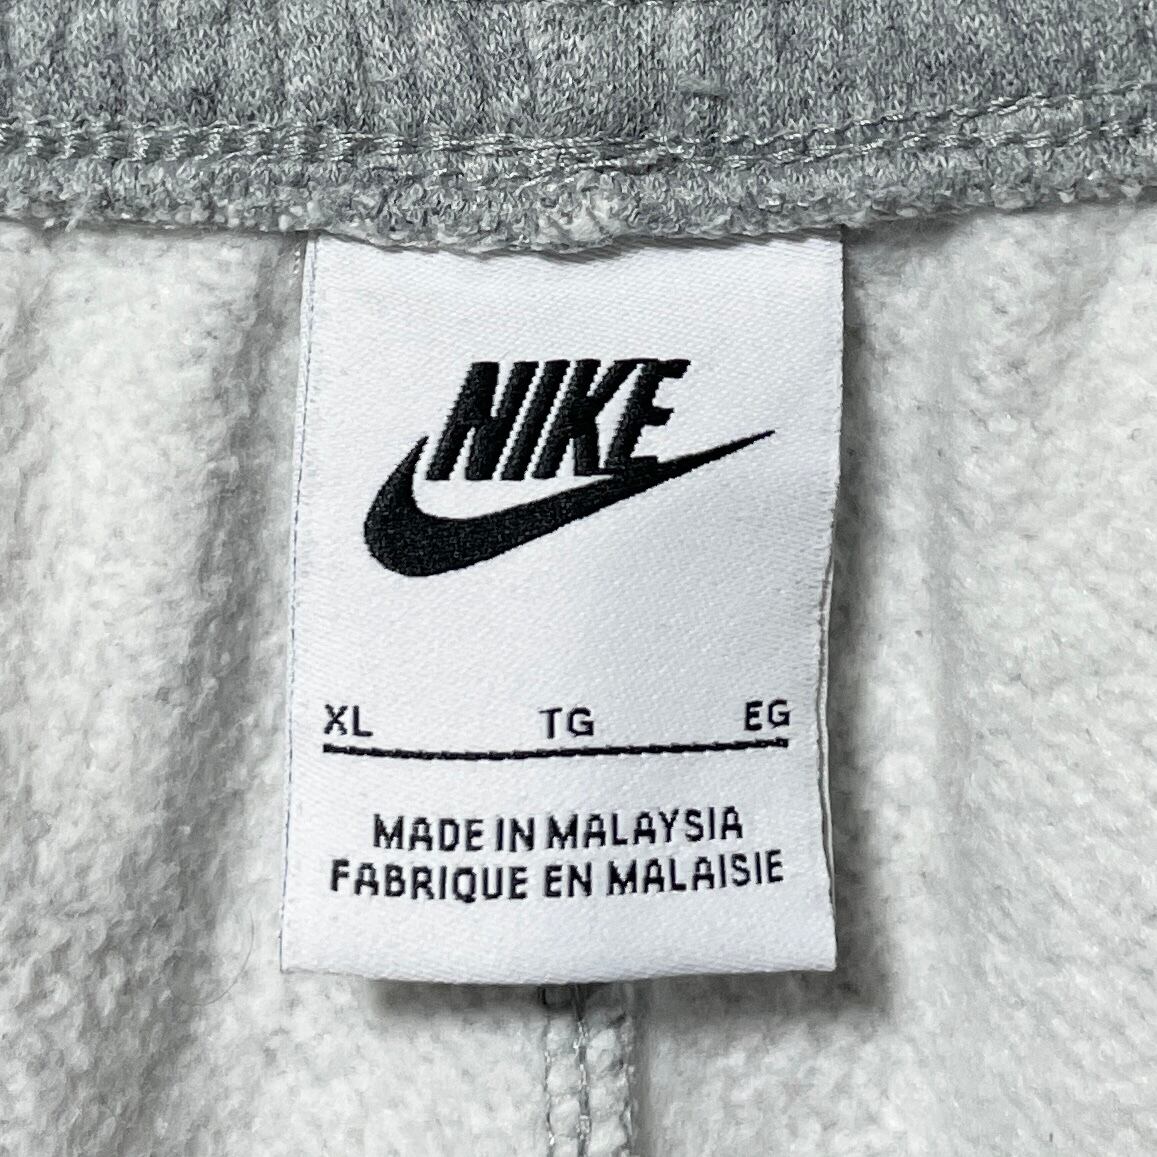 NIKE
XL TG EG
MADE IN MALAYSIA
FABRIQUE EN MALAISIE